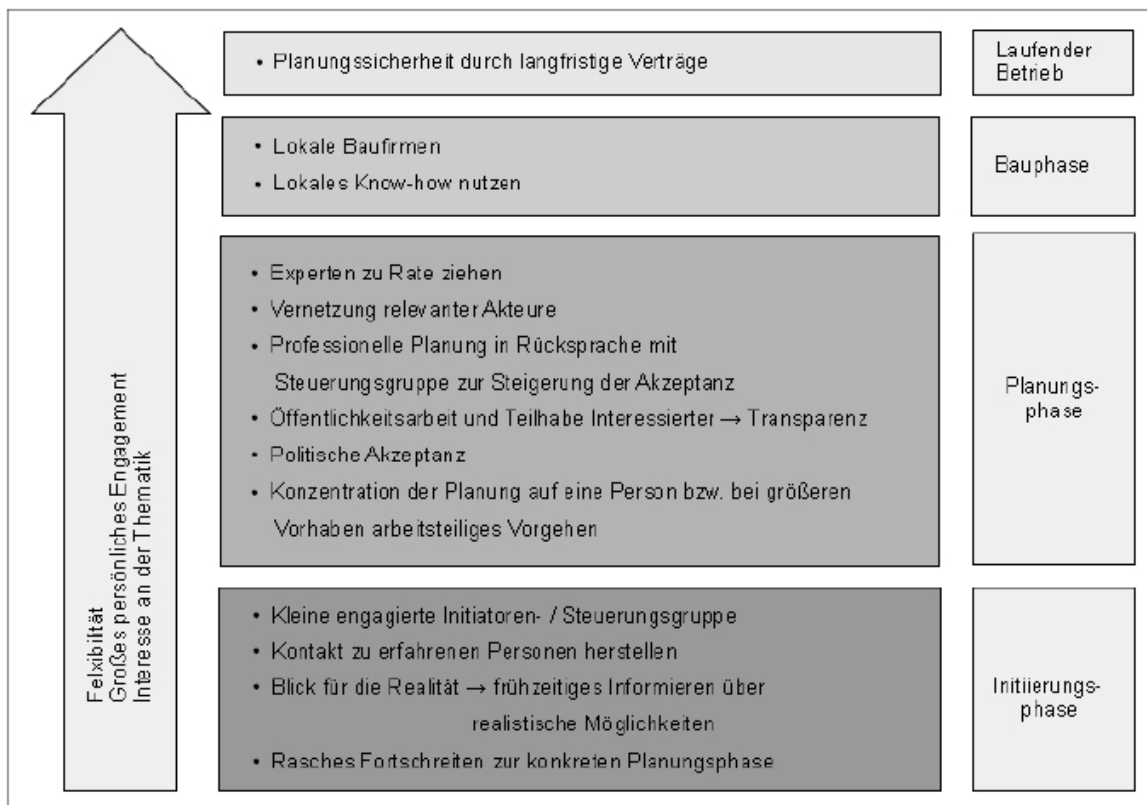 • Planungssicherheit durch langfristige Verträge
Laufender
Betrieb
• Lokale Baufirmen
• Lokales Know-how nutzen
Bauphase
• Experten zu Rate ziehen
• Vernetzung relevanter Akteure
• Professionelle Planung in Rücksprache mit
Steuerungsgruppe zur Steigerung der Akzeptanz
• Öffentlichkeitsarbeit und Teilhabe Interessierter → Transparenz
• Politische Akzeptanz
• Konzentration der Planung auf eine Person bzw. bei größeren
Vorhaben arbeitsteiliges Vorgehen
Planungs-
phase
• Kleine engagierte Initiatoren- / Steuerungsgruppe
• Kontakt zu erfahrenen Personen herstellen
• Blick für die Realität → frühzeitiges Informieren über
realistische Möglichkeiten
• Rasches Fortschreiten zur konkreten Planungsphase
Initiierungs-
phase
Felxibiltät
Großes persönliches Engagement
Interesse an der Thematik